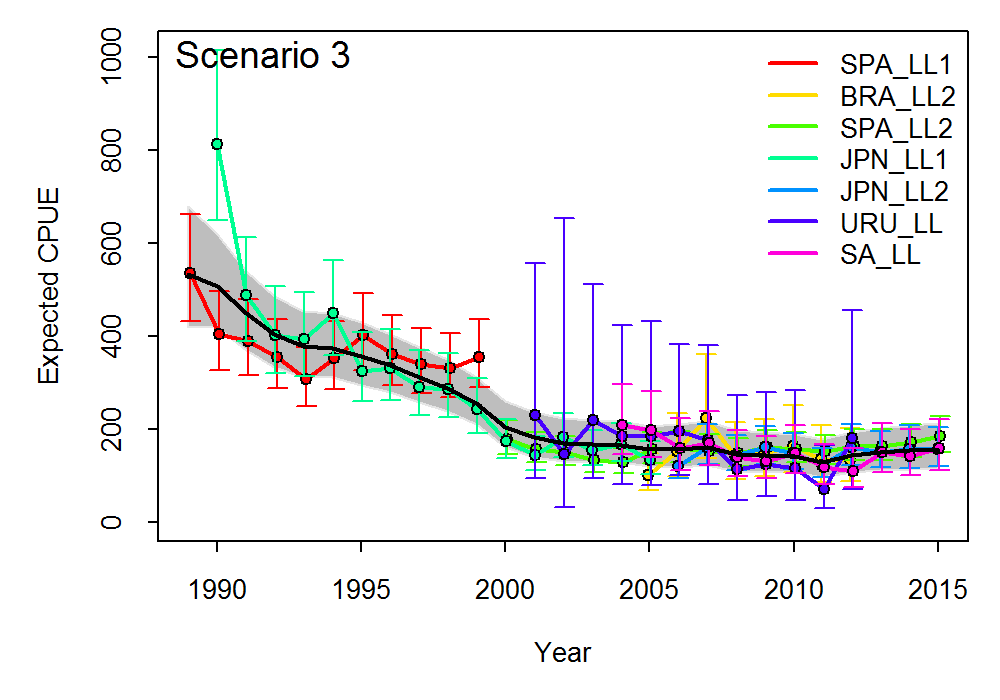 Scenario 3
SPA_LL1
BRA_LL2
SPA_LL2
JPN_LL1
JPN_LL2
URU_LL
SA_LL
Expected CPUE
1000
800
600
400
200
0
1990 1995 2000 2005 2010 2015
Year